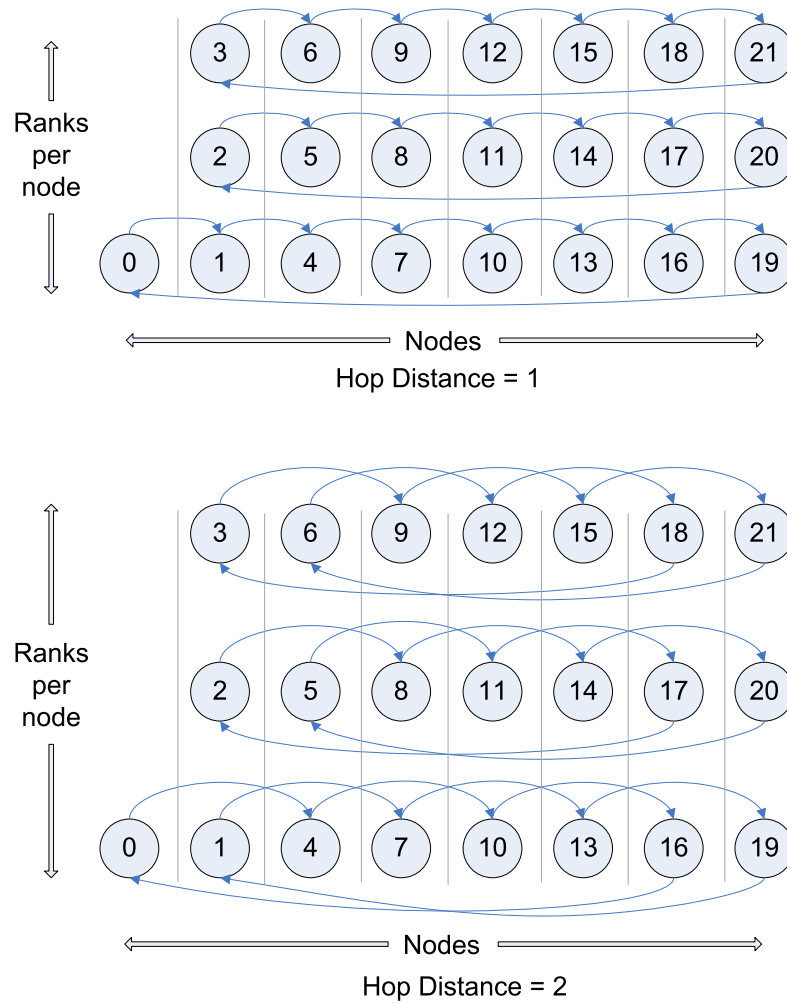 3 6 9 12 15 18 21
Ranks
per
node
2 5 8 11 14 17 20
0 1 4 7 10 13 16 19
Nodes
Hop Distance = 1
3 6 9 12 15 18 21
Ranks
per
node
2 5 8 11 14 17 20
0 1 4 7 10 13 16 19
Nodes
Hop Distance = 2